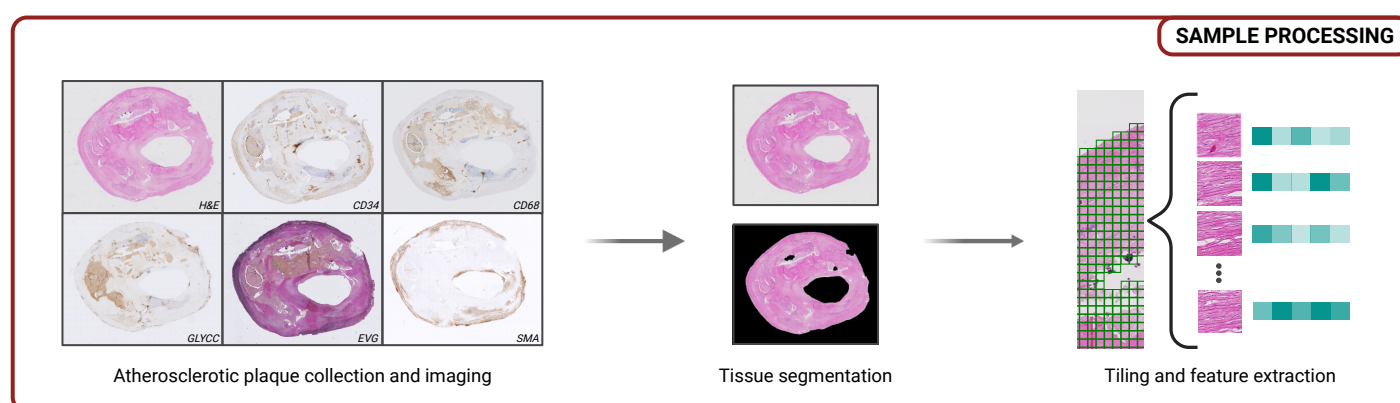 SAMPLE PROCESSING
H&E
CD34
CD68
GLYCC
EVG
SMA
Atherosclerotic plaque collection and imaging
Tissue segmentation
Tiling and feature extraction